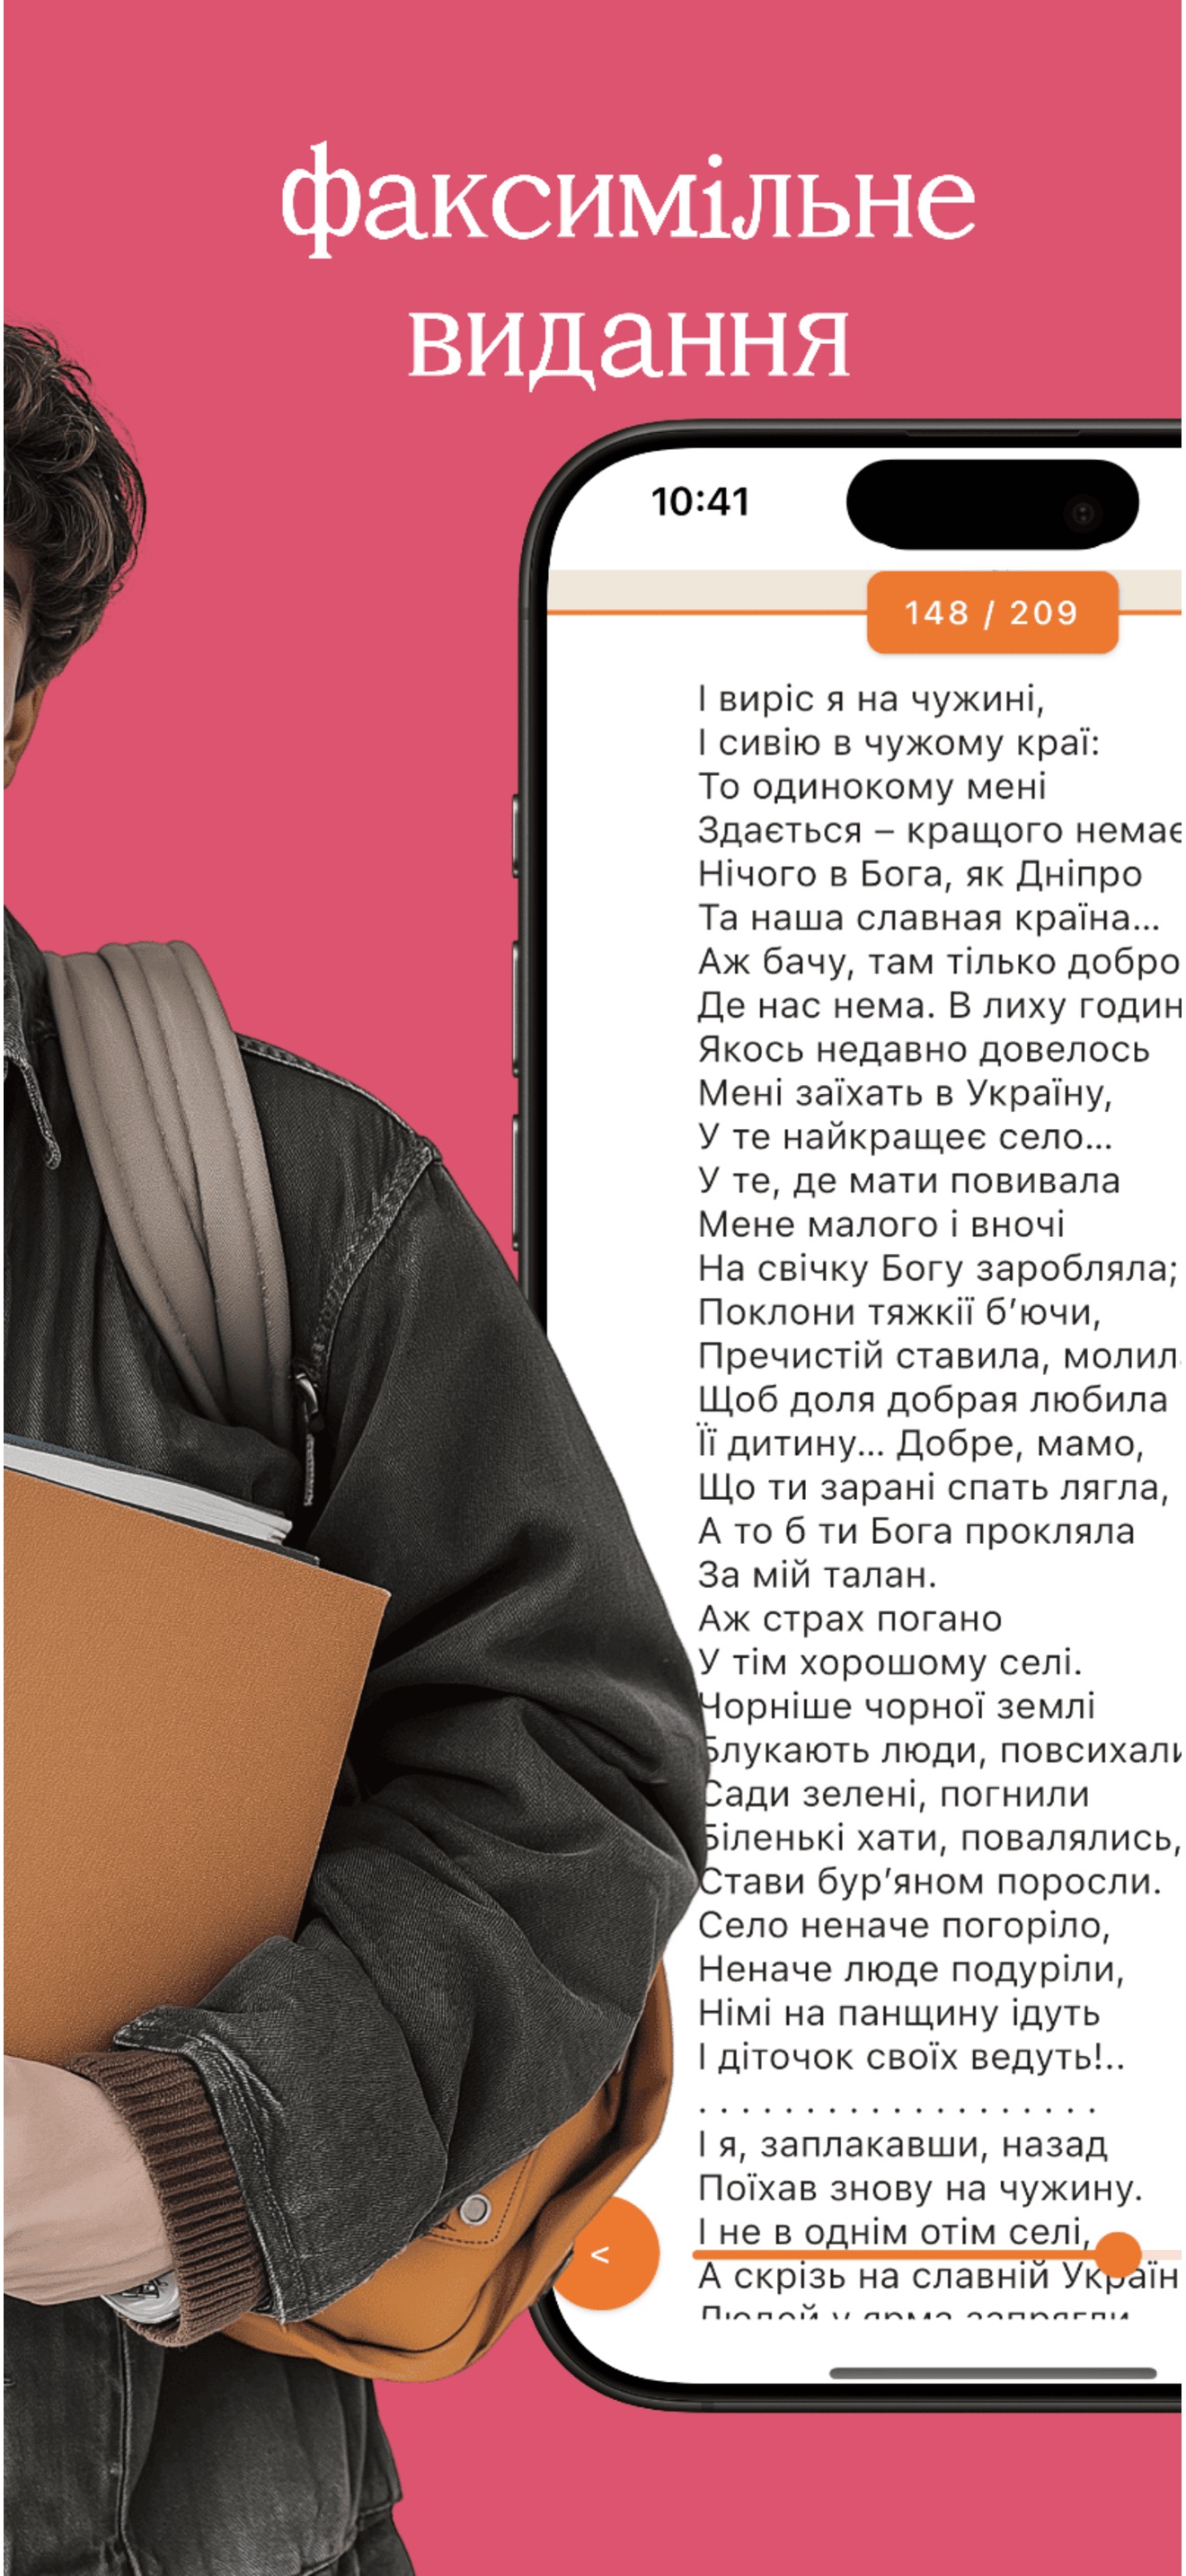 факсимільне
видання
10:41
148 / 209
І виріс я на чужині,
І сивію в чужому краї:
То одинокому мені
Здається – кращого немає
Нічого в Бога, як Дніпро
Та наша славная країна...
Аж бачу, там тілько добро
Де нас нема. В лиху годин
Якось недавно довелось
Мені заїхать в Україну,
У те найкращеє село...
У те, де мати повивала
Мене малого і вночі
На свічку Богу заробляла;
Поклони тяжкії б’ючи,
Пречистій ставила, молил
Щоб доля добрая любила
Її дитину... Добре, мамо,
Що ти зарані спать лягла,
А то б ти Бога прокляла
За мій талан.
Аж страх погано
У тім хорошому селі.
Чорніше чорної землі
Блукають люди, повсихали
Сади зелені, погнили
Біленькі хати, повалялись,
Стави бур’яном поросли.
Село неначе погоріло,
Неначе люде подуріли,
Німі на панщину ідуть
І діточок своїх ведуть!..
. . . . . . . . . . . . . . . . . . .
І я, заплакавши, назад
Поїхав знову на чужину.
І не в однім отім селі,
<
А скрізь на славній Україн